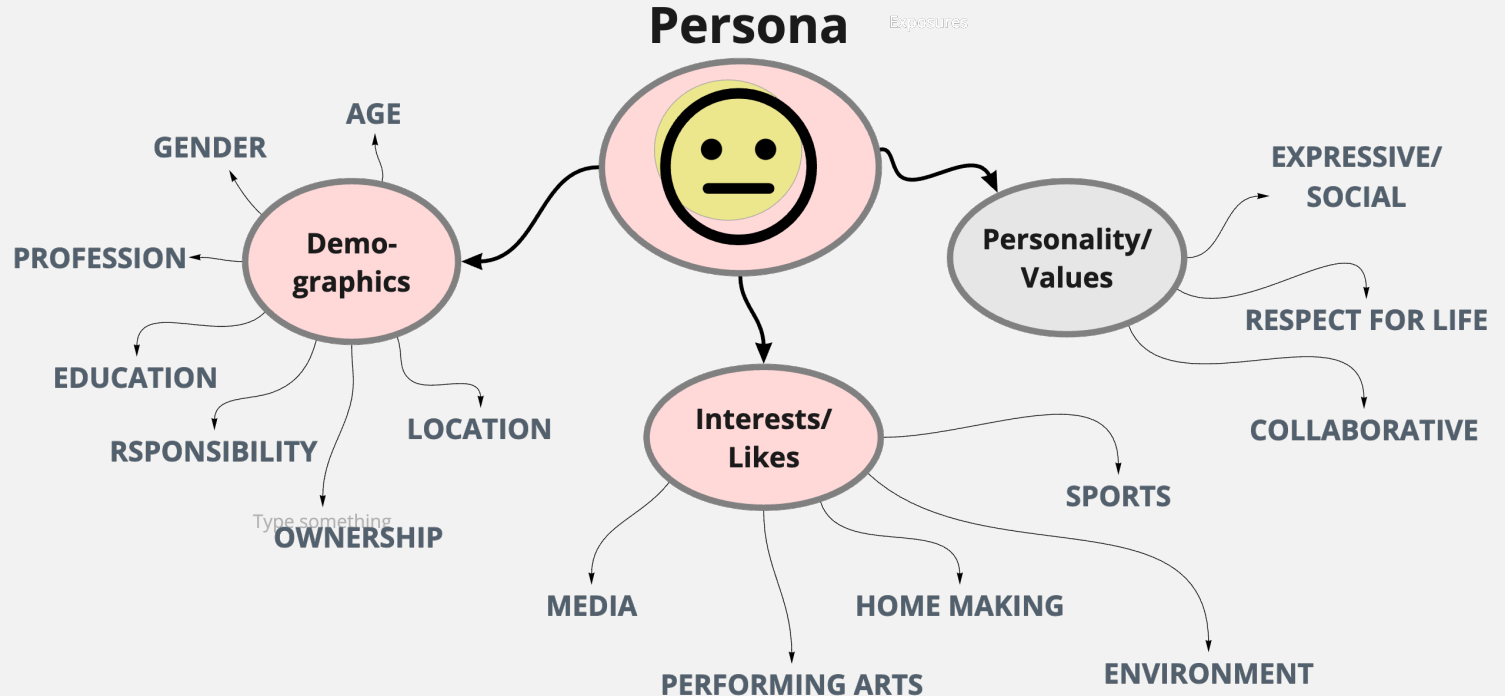 Persona
Exposures
AGE
GENDER
PROFESSION
Demo-
graphics
EDUCATION
RSPONSIBILITY
LOCATION
Type something
OWNERSHIP
Personality/
Values
EXPRESSIVE/
SOCIAL
RESPECT FOR LIFE
COLLABORATIVE
Interests/
Likes
SPORTS
MEDIA
HOME MAKING
PERFORMING ARTS
ENVIRONMENT